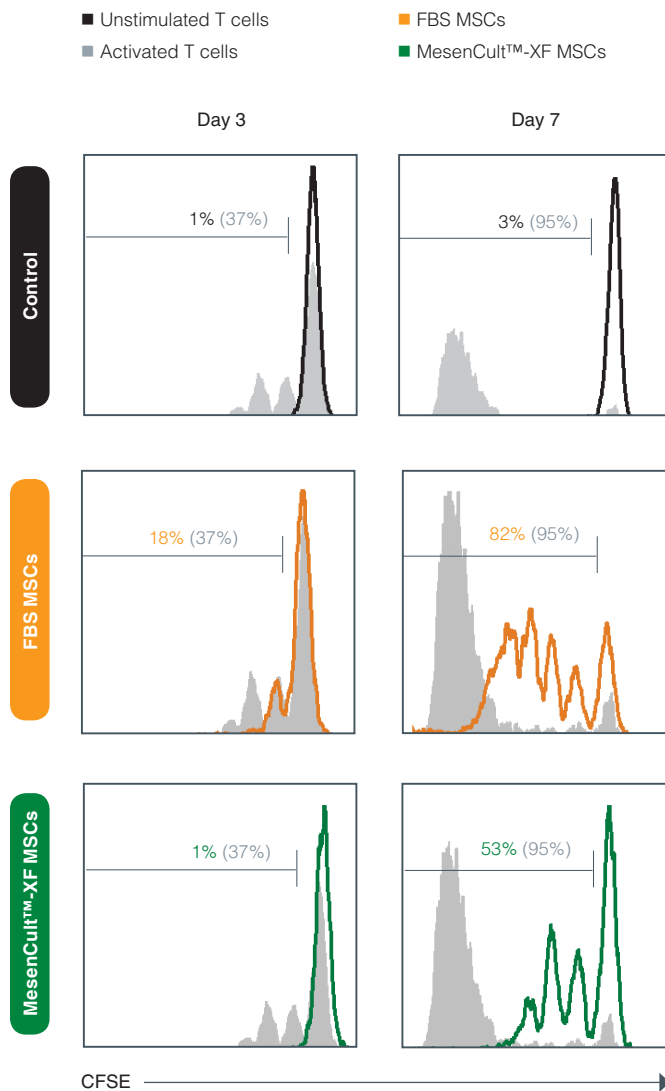 Unstimulated T cells
FBS MSCs
Activated T cells
MesenCult™-XF MSCs
Day 3
Day 7
Control
1% (37%)
3% (95%)
FBS MSCs
18% (37%)
82% (95%)
MesenCult™-XF MSCs
1% (37%)
53% (95%)
CFSE